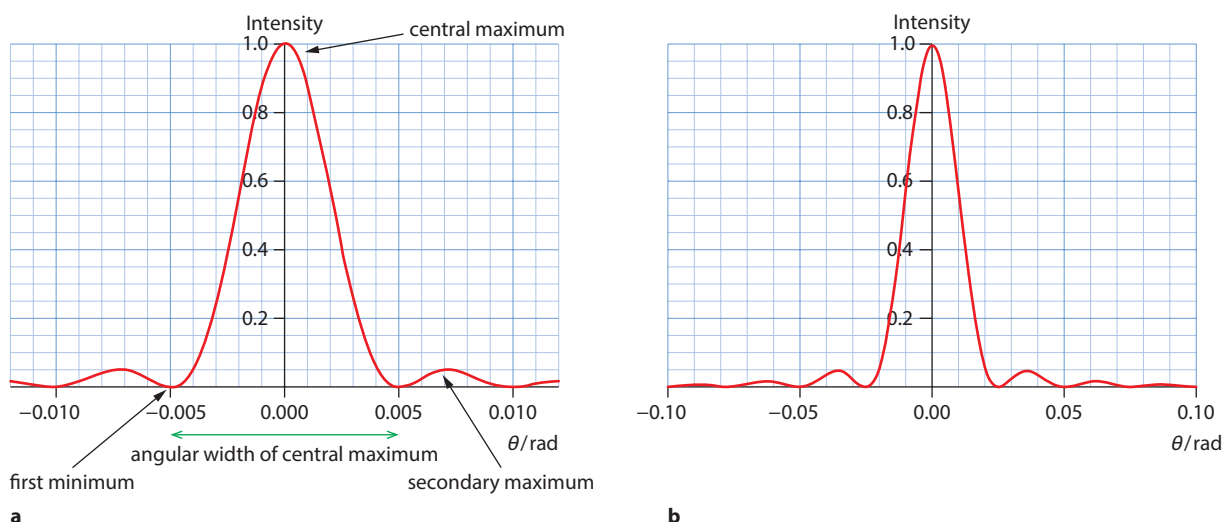 Intensity
central maximum
1.0
0.8
0.6
0.4
0.2
−0.010
−0.005
0.000
0.005
0.010
θ/rad
angular width of central maximum
first minimum
secondary maximum
a
Intensity
1.0
0.8
0.6
0.4
0.2
−0.10
−0.05
0.00
0.05
0.10
θ/rad
b